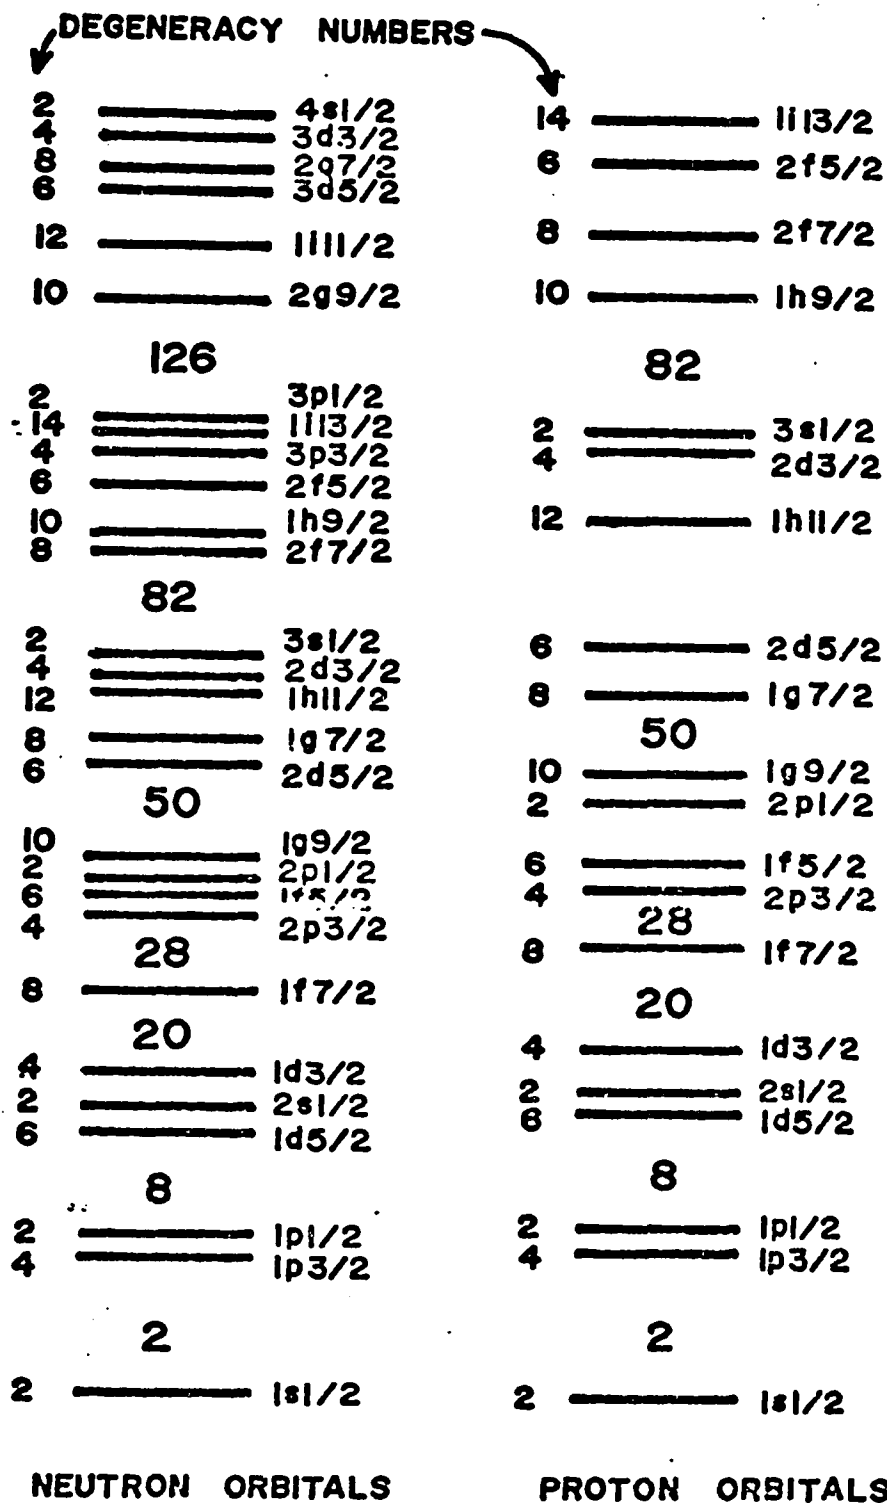 DEGENERACY NUMBERS
2 4s1/2
4 3d3/2
8 2g7/2
6 3d5/2
12 1i11/2
10 2g9/2
126
2 3p1/2
14 1i13/2
4 3p3/2
6 2f5/2
10 1h9/2
8 2f7/2
82
2 3s1/2
4 2d3/2
12 1h11/2
8 1g7/2
6 2d5/2
50
10 1g9/2
2 2p1/2
6 1f5/2
4 2p3/2
28
8 1f7/2
20
4 1d3/2
2 2s1/2
6 1d5/2
8
2 1p1/2
4 1p3/2
2
2 1s1/2
NEUTRON ORBITALS
14 1i13/2
6 2f5/2
8 2f7/2
10 1h9/2
82
2 3s1/2
4 2d3/2
12 1h11/2
6 2d5/2
8 1g7/2
50
10 1g9/2
2 2p1/2
6 1f5/2
4 2p3/2
28
8 1f7/2
20
4 1d3/2
2 2s1/2
6 1d5/2
8
2 1p1/2
4 1p3/2
2
2 1s1/2
PROTON ORBITALS